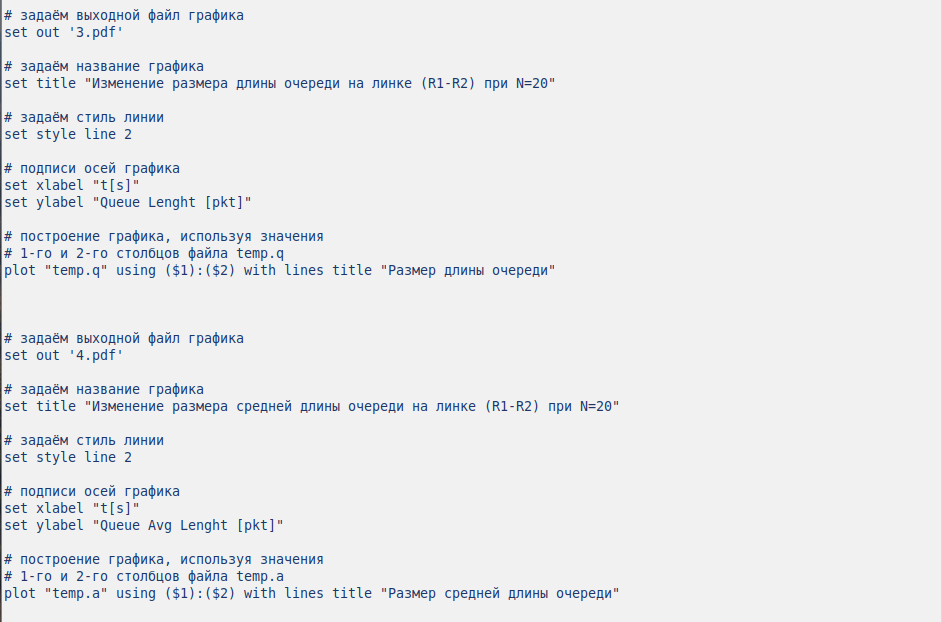 # задаём выходной файл графика
set out '3.pdf'
# задаём название графика
set title "Изменение размера длины очереди на линке (R1-R2) при N=20"
# задаём стиль линии
set style line 2
# подписи осей графика
set xlabel "t[s]"
set ylabel "Queue Lenght [pkt]"
# построение графика, используя значения
# 1-го и 2-го столбцов файла temp.q
plot "temp.q" using ($1):($2) with lines title "Размер длины очереди"
# задаём выходной файл графика
set out '4.pdf'
# задаём название графика
set title "Изменение размера средней длины очереди на линке (R1-R2) при N=20"
# задаём стиль линии
set style line 2
# подписи осей графика
set xlabel "t[s]"
set ylabel "Queue Avg Lenght [pkt]"
# построение графика, используя значения
# 1-го и 2-го столбцов файла temp.a
plot "temp.a" using ($1):($2) with lines title "Размер средней длины очереди"